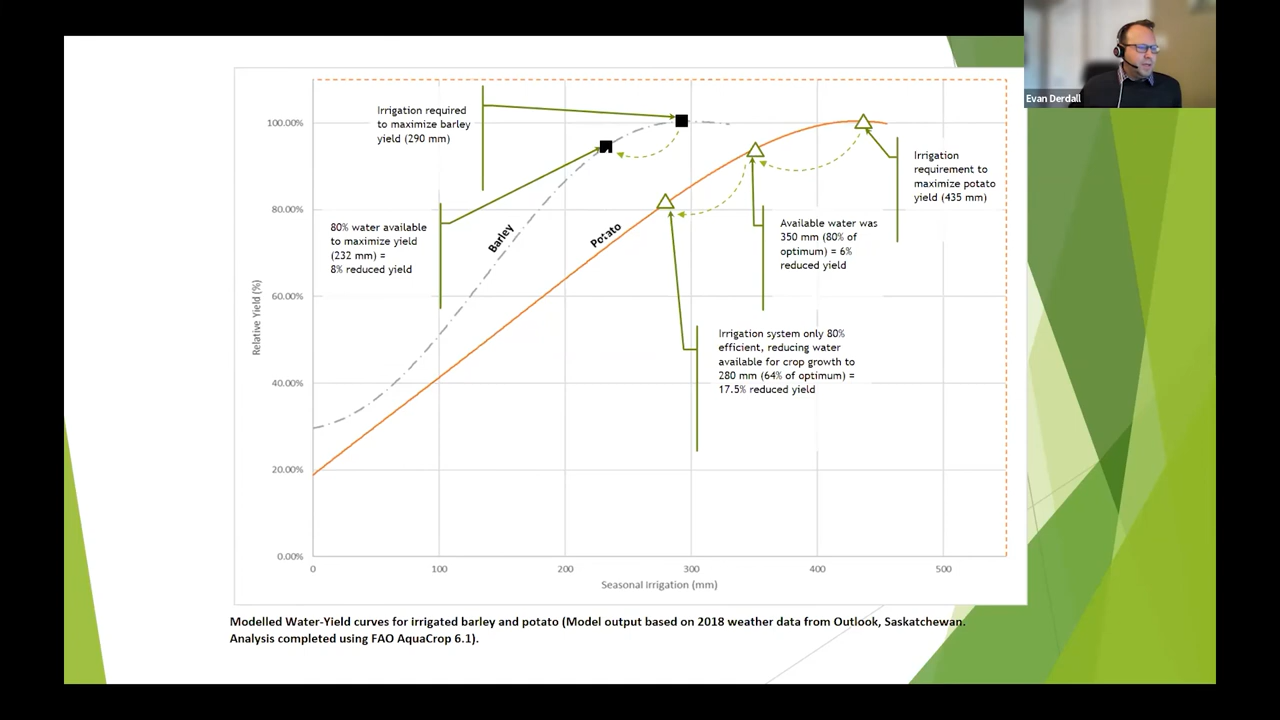 Evan Derdall
Irrigation required
to maximize barley
yield (290 mm)
80% water available
to maximize yield
(232 mm) =
8% reduced yield
Irrigation
requirement to
maximize potato
yield (435 mm)
Available water was
350 mm (80% of
optimum) = 6%
reduced yield
Irrigation system only 80%
efficient, reducing water
available for crop growth to
280 mm (64% of optimum) =
17.5% reduced yield
Barley
Potato
Relative Yield (%)
100.00%
80.00%
60.00%
40.00%
20.00%
0.00%
0 100 200 300 400 500
Seasonal Irrigation (mm)
Modelled Water-Yield curves for irrigated barley and potato (Model output based on 2018 weather data from Outlook, Saskatchewan.
Analysis completed using FAO AquaCrop 6.1).